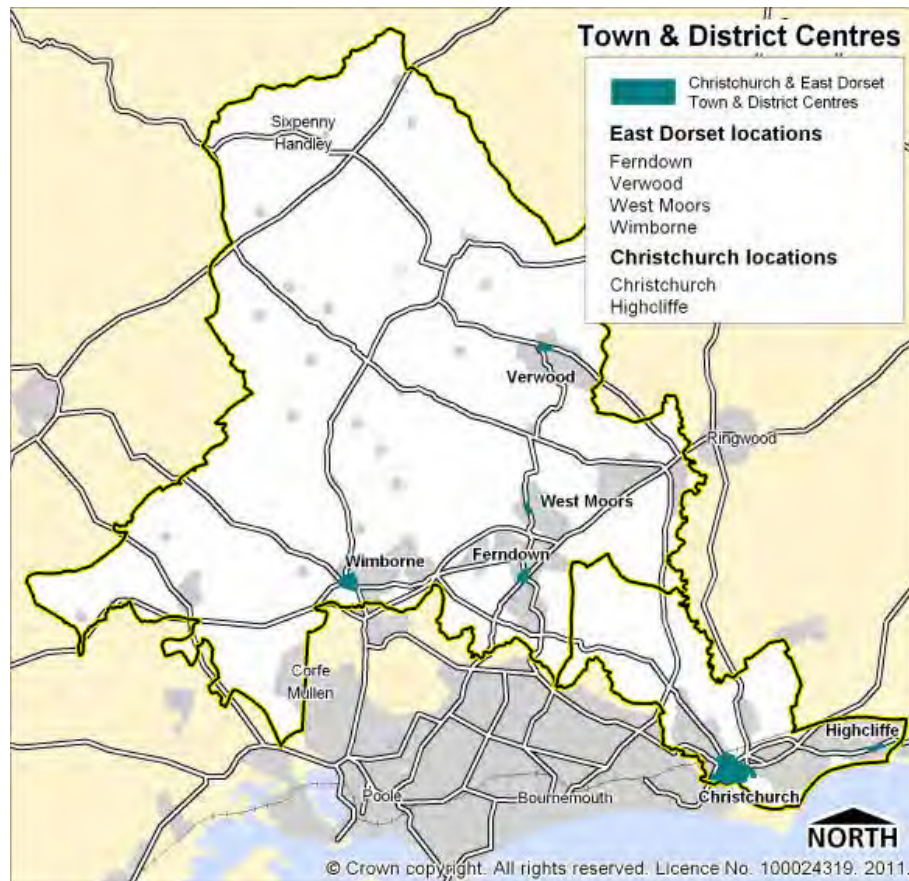 Town & District Centres
Christchurch & East Dorset
Town & District Centres
East Dorset locations
Ferndown
Verwood
West Moors
Wimborne
Christchurch locations
Christchurch
Highcliffe
Sixpenny
Handley
Verwood
Ringwood
West Moors
Wimborne
Ferndown
Corfe
Mullen
Highcliffe
Poole
Bournemouth
Christchurch
NORTH
© Crown copyright. All rights reserved. Licence No. 100024319. 2011.